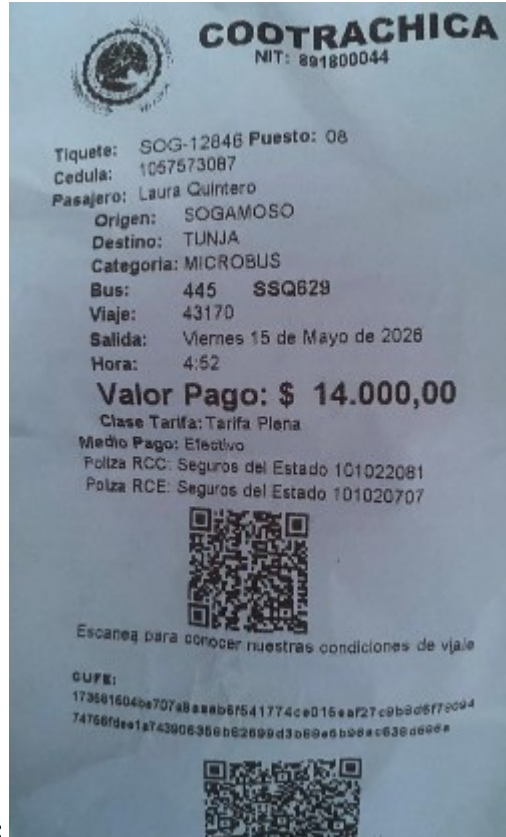 COOTRACHICA
NIT: 891800044
Tiquete: SOG-12846 Puesto: 08
Cedula: 1057573087
Pasajero: Laura Quintero
Origen: SOGAMOSO
Destino: TUNJA
Categoria: MICROBUS
Bus: 445 SSQ629
Viaje: 43170
Salida: Viernes 15 de Mayo de 2026
Hora: 4:52
Valor Pago: $ 14.000,00
Clase Tarifa: Tarifa Plena
Medio Pago: Efectivo
Poliza RCC: Seguros del Estado 101022081
Poliza RCE: Seguros del Estado 101020707
Escanea para conocer nuestras condiciones de viaje
CUFE: